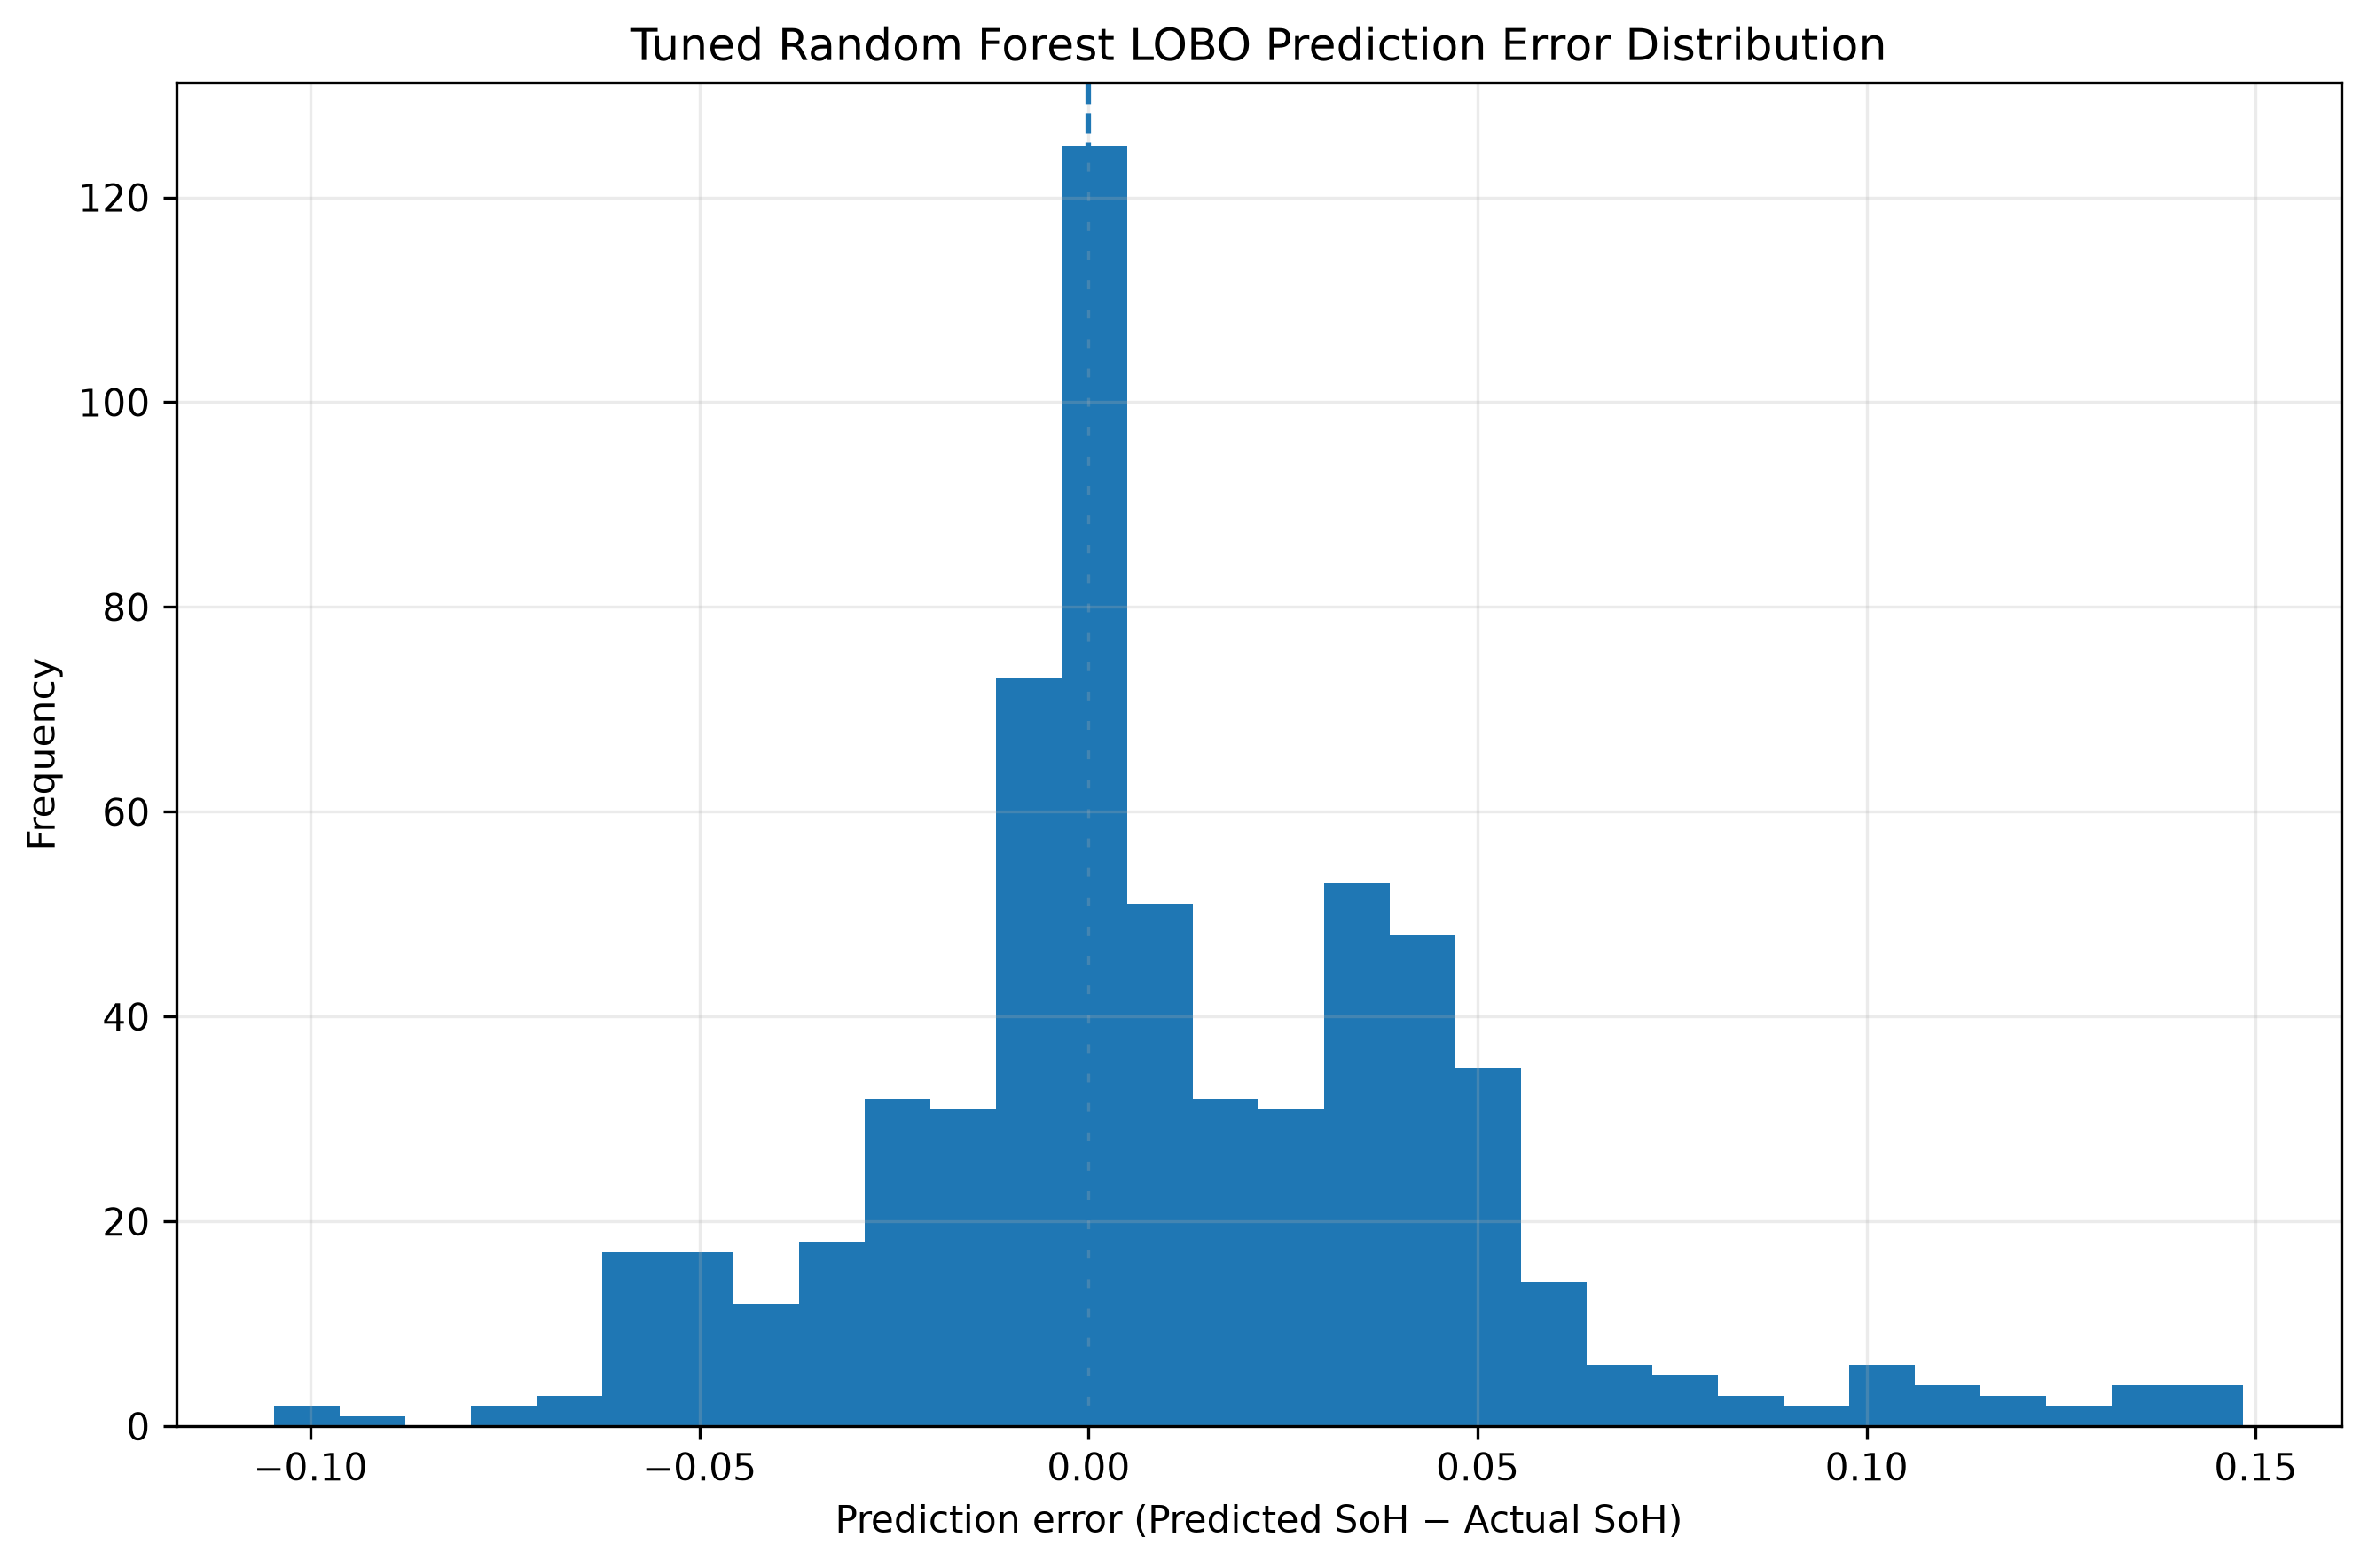 Tuned Random Forest LOBO Prediction Error Distribution
Frequency
120
100
80
60
40
20
0
−0.10 −0.05 0.00 0.05 0.10 0.15
Prediction error (Predicted SoH − Actual SoH)